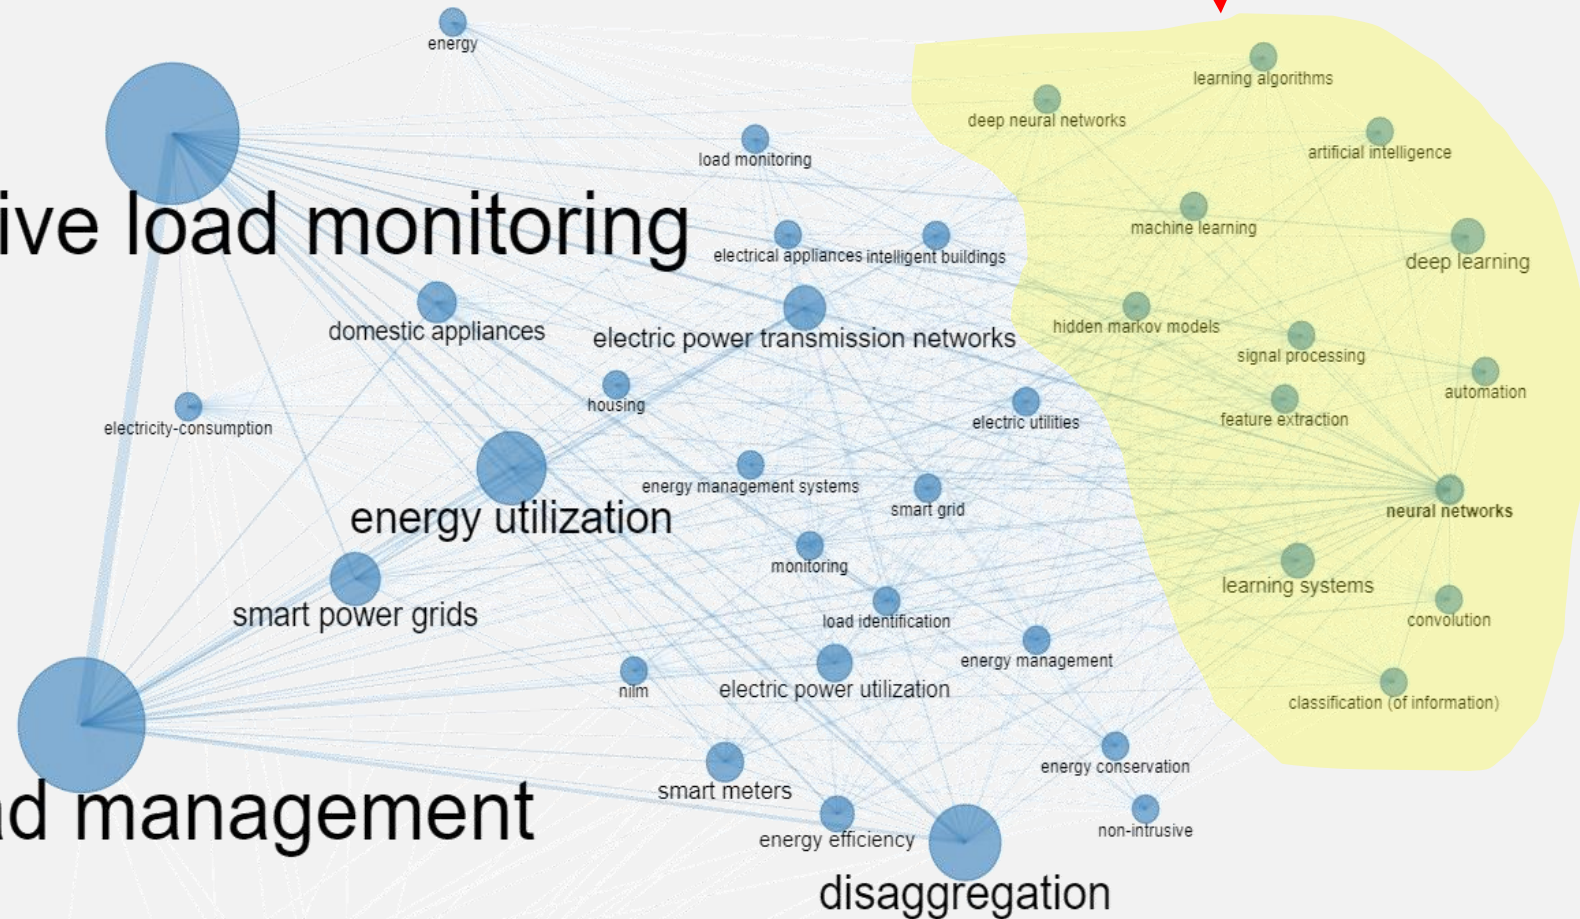 energy
learning algorithms
deep neural networks
artificial intelligence
load monitoring
ive load monitoring
machine learning
electrical appliances
intelligent buildings
deep learning
domestic appliances
electric power transmission networks
hidden markov models
signal processing
automation
housing
electricity-consumption
electric utilities
feature extraction
energy management systems
smart grid
neural networks
energy utilization
monitoring
learning systems
smart power grids
load identification
convolution
energy management
nilm
electric power utilization
classification (of information)
energy conservation
smart meters
ad management
energy efficiency
non-intrusive
disaggregation